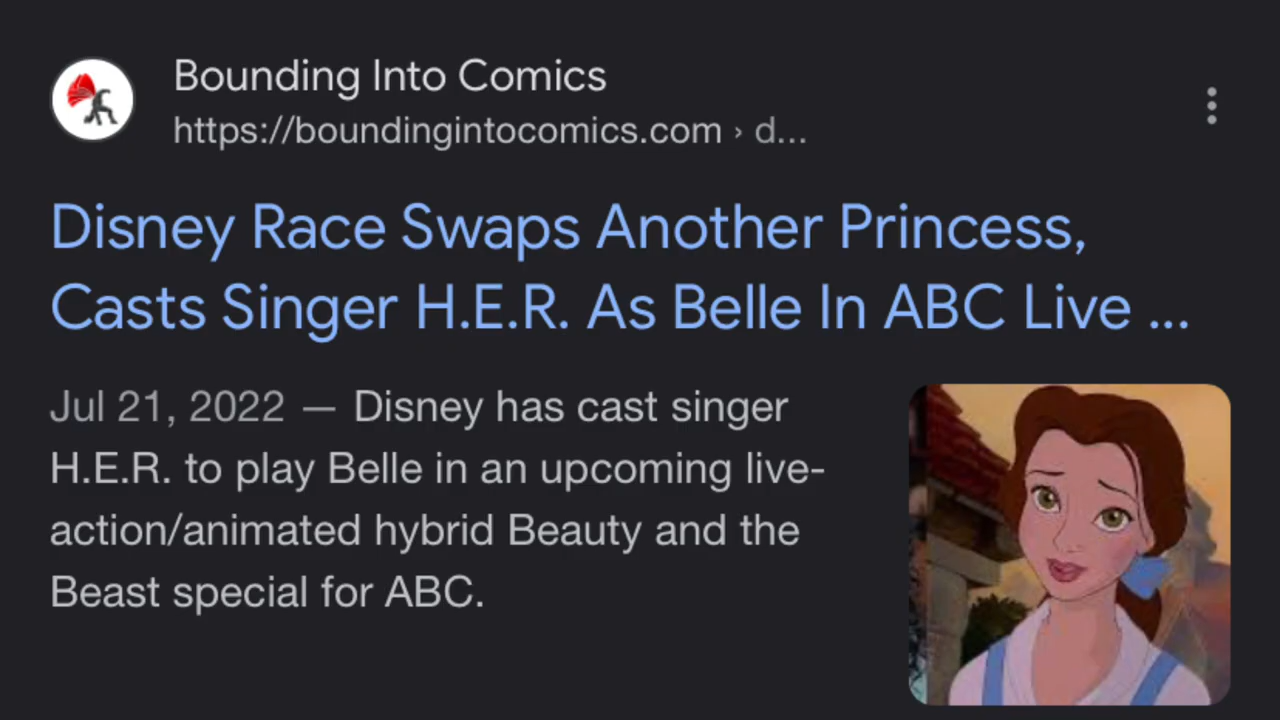 Bounding Into Comics
https://boundingintocomics.com › d...
Disney Race Swaps Another Princess,
Casts Singer H.E.R. As Belle In ABC Live ...
Jul 21, 2022 — Disney has cast singer
H.E.R. to play Belle in an upcoming live-
action/animated hybrid Beauty and the
Beast special for ABC.